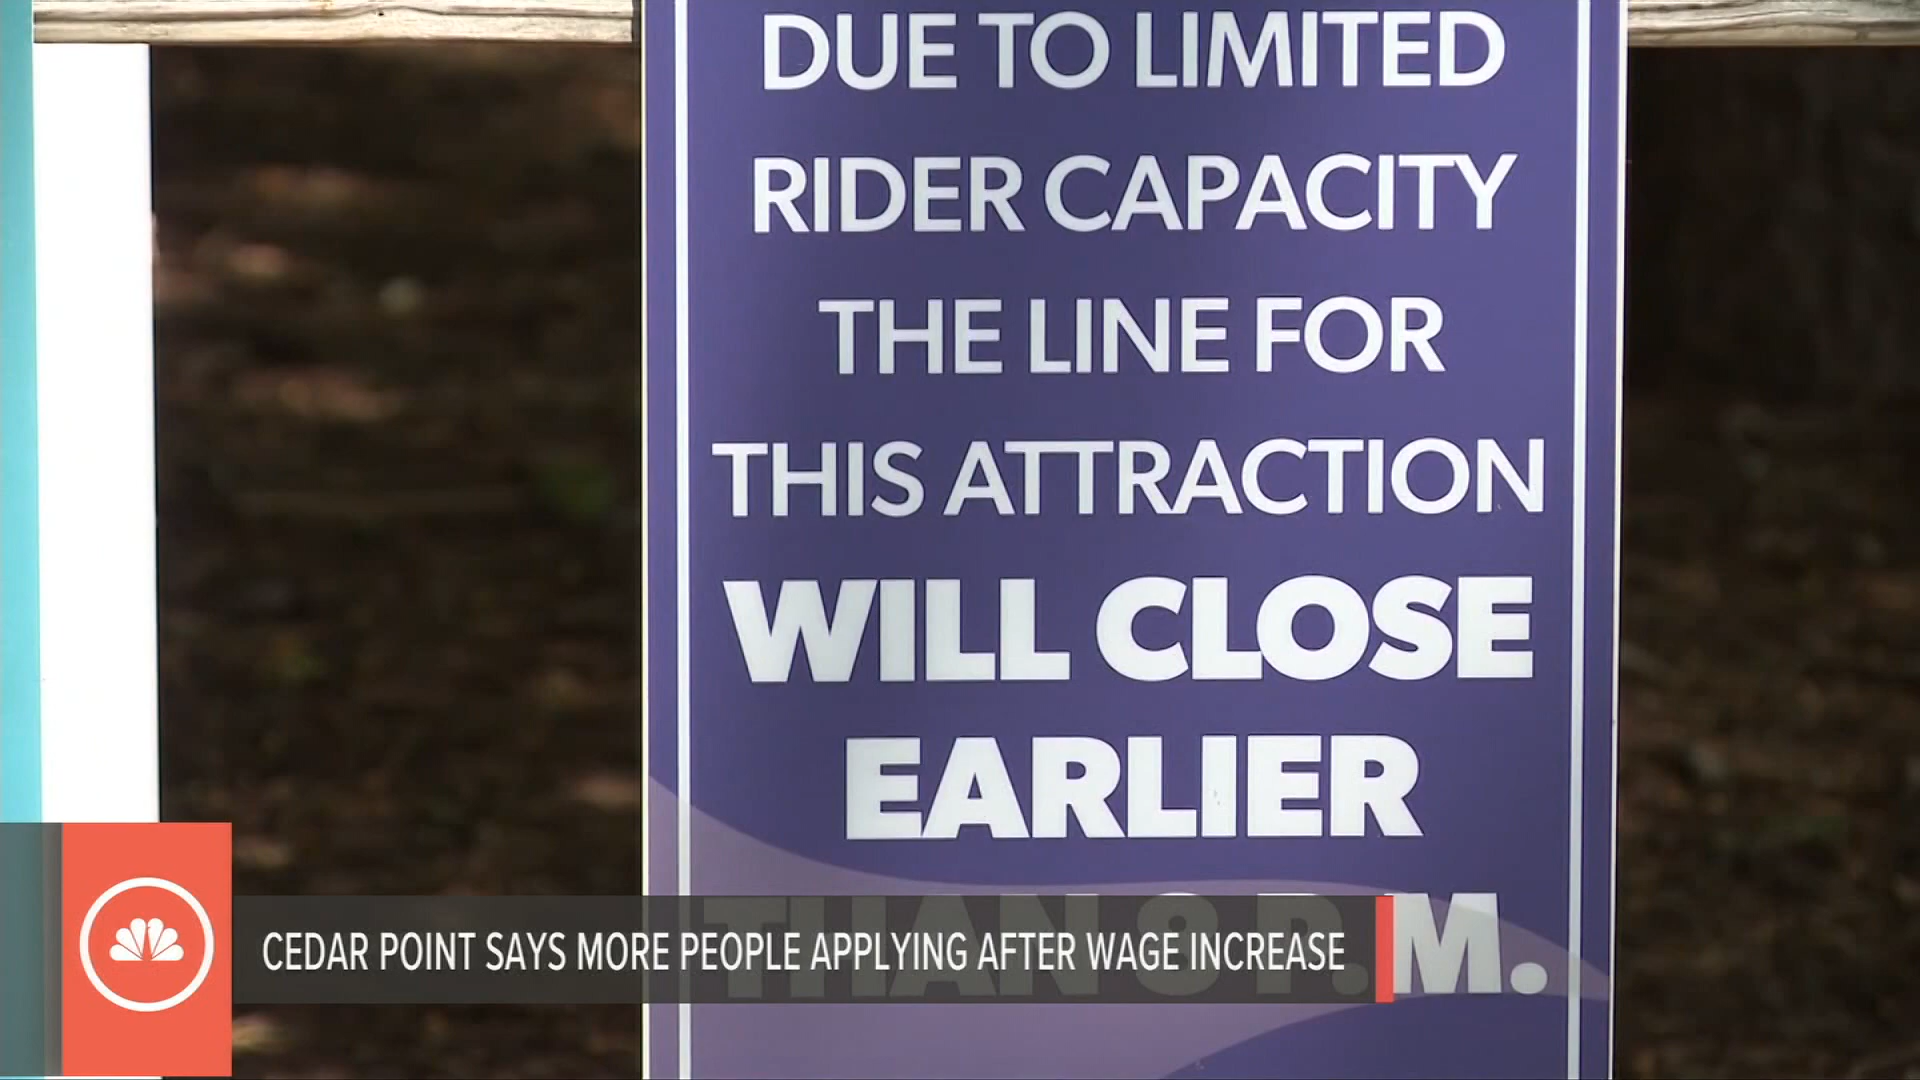 DUE TO LIMITED
RIDER CAPACITY
THE LINE FOR
THIS ATTRACTION
WILL CLOSE
EARLIER
THAN 8 P.M.
CEDAR POINT SAYS MORE PEOPLE APPLYING AFTER WAGE INCREASE